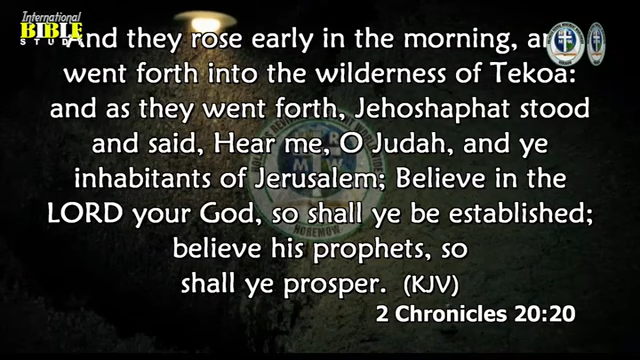 International
BIBLE
STUDY
And they rose early in the morning, and
went forth into the wilderness of Tekoa:
and as they went forth, Jehoshaphat stood
and said, Hear me, O Judah, and ye
inhabitants of Jerusalem; Believe in the
LORD your God, so shall ye be established;
believe his prophets, so
shall ye prosper. (KJV)
2 Chronicles 20:20